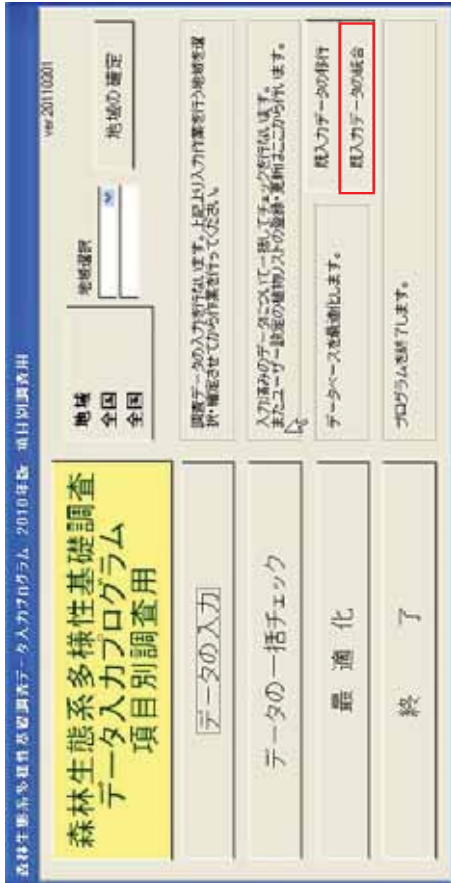 森林生態系多様性基礎調査データ入力プログラム 2010年版 項目別調査用
森林生態系多様性基礎調査
データ入力プログラム
項目別調査用
地域
全国
全国
地域選択
ver 20110301
地域の確定
データの入力
調査データの入力を行ないます。上記より入力作業を行う地域を選
択・確定させてから作業を行ってください。
データの一括チェック
入力済みのデータについて一括してチェックを行ないます。
またユーザー設定の植物リストの登録・更新はここから行います。
最適化
データベースを最適化します。
既入力データの移行
既入力データの統合
終了
プログラムを終了します。